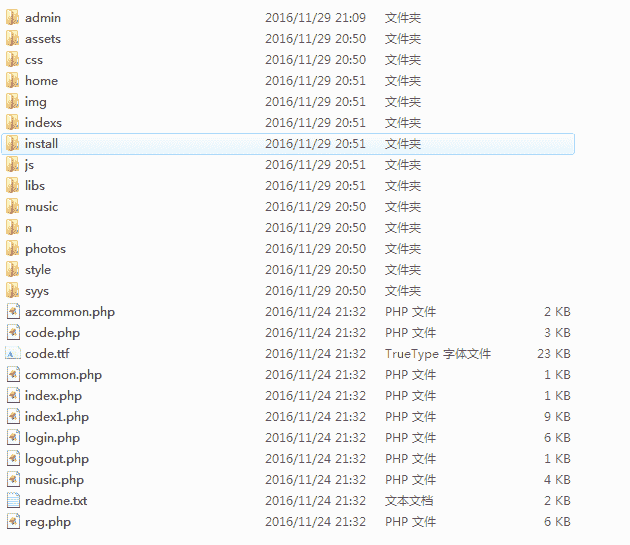 admin 2016/11/29 21:09 文件夹
assets 2016/11/29 20:50 文件夹
css 2016/11/29 20:50 文件夹
home 2016/11/29 20:51 文件夹
img 2016/11/29 20:51 文件夹
indexs 2016/11/29 20:51 文件夹
install 2016/11/29 20:51 文件夹
js 2016/11/29 20:51 文件夹
libs 2016/11/29 20:51 文件夹
music 2016/11/29 20:50 文件夹
n 2016/11/29 20:50 文件夹
photos 2016/11/29 20:50 文件夹
style 2016/11/29 20:50 文件夹
syys 2016/11/29 20:50 文件夹
azcommon.php 2016/11/24 21:32 PHP 文件 2 KB
code.php 2016/11/24 21:32 PHP 文件 3 KB
code.ttf 2016/11/24 21:32 TrueType 字体文件 23 KB
common.php 2016/11/24 21:32 PHP 文件 1 KB
index.php 2016/11/24 21:32 PHP 文件 1 KB
index1.php 2016/11/24 21:32 PHP 文件 9 KB
login.php 2016/11/24 21:32 PHP 文件 6 KB
logout.php 2016/11/24 21:32 PHP 文件 1 KB
music.php 2016/11/24 21:32 PHP 文件 4 KB
readme.txt 2016/11/24 21:32 文本文档 2 KB
reg.php 2016/11/24 21:32 PHP 文件 6 KB